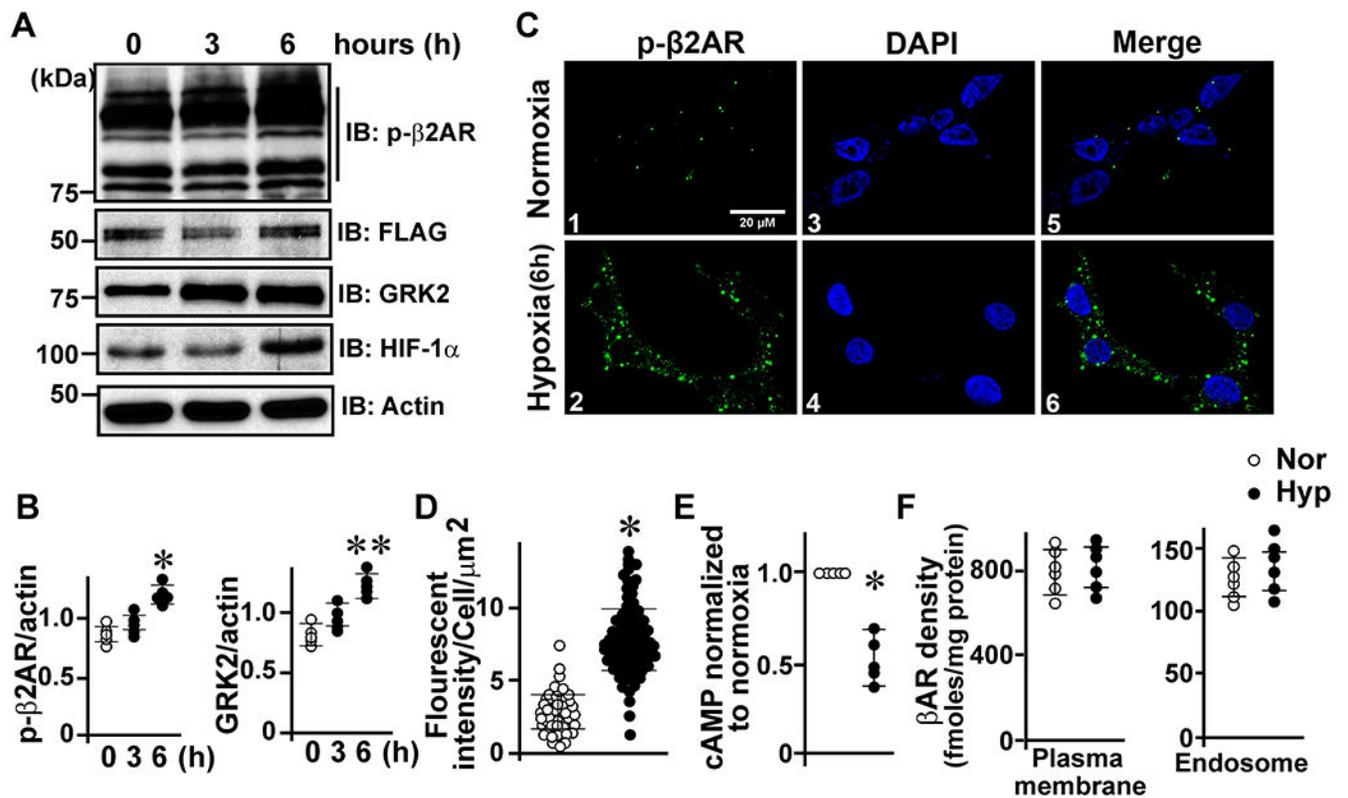 A
0 3 6 hours (h)
(kDa)
IB: p-β2AR
75
50
IB: FLAG
75
IB: GRK2
100
IB: HIF-1α
50
IB: Actin
C
p-β2AR DAPI Merge
Normoxia
1
20 µM
3
5
Hypoxia(6h)
2
4
6
B
p-β2AR/actin
1.0
0.5
0
*
0 3 6 (h)
GRK2/actin
1.0
0.5
0
**
0 3 6 (h)
D
Flourescent
intensity/Cell/µm2
10
5
0
*
E
cAMP normalized
to normoxia
1.0
0.5
0
*
Nor
Hyp
F
βAR density
(fmoles/mg protein)
800
400
0
Plasma
membrane
150
100
50
0
Endosome